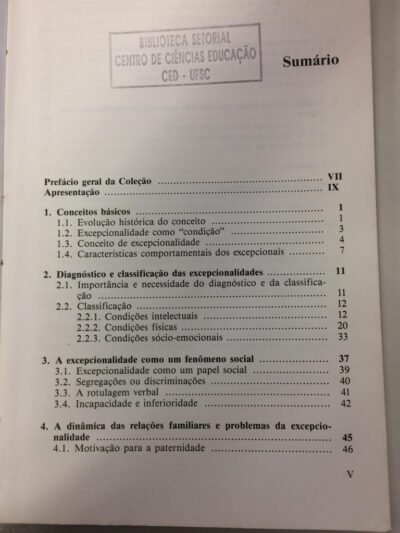 BIBLIOTECA SETORIAL
CENTRO DE CIÊNCIAS EDUCAÇÃO
CED - UFSC
Sumário
Prefácio geral da Coleção ........ VII
Apresentação ........ IX
1. Conceitos básicos ........ 1
1.1. Evolução histórica do conceito ........ 1
1.2. Excepcionalidade como “condição” ........ 3
1.3. Conceito de excepcionalidade ........ 4
1.4. Características comportamentais dos excepcionais ........ 7
2. Diagnóstico e classificação das excepcionalidades ........ 11
2.1. Importância e necessidade do diagnóstico e da classifica-
ção ........ 11
2.2. Classificação ........ 12
2.2.1. Condições intelectuais ........ 12
2.2.2. Condições físicas ........ 20
2.2.3. Condições sócio-emocionais ........ 33
3. A excepcionalidade como um fenômeno social ........ 37
3.1. Excepcionalidade como um papel social ........ 39
3.2. Segregações ou discriminações ........ 40
3.3. A rotulagem verbal ........ 41
3.4. Incapacidade e inferioridade ........ 42
4. A dinâmica das relações familiares e problemas da excepcio-
nalidade ........ 45
4.1. Motivação para a paternidade ........ 46
V